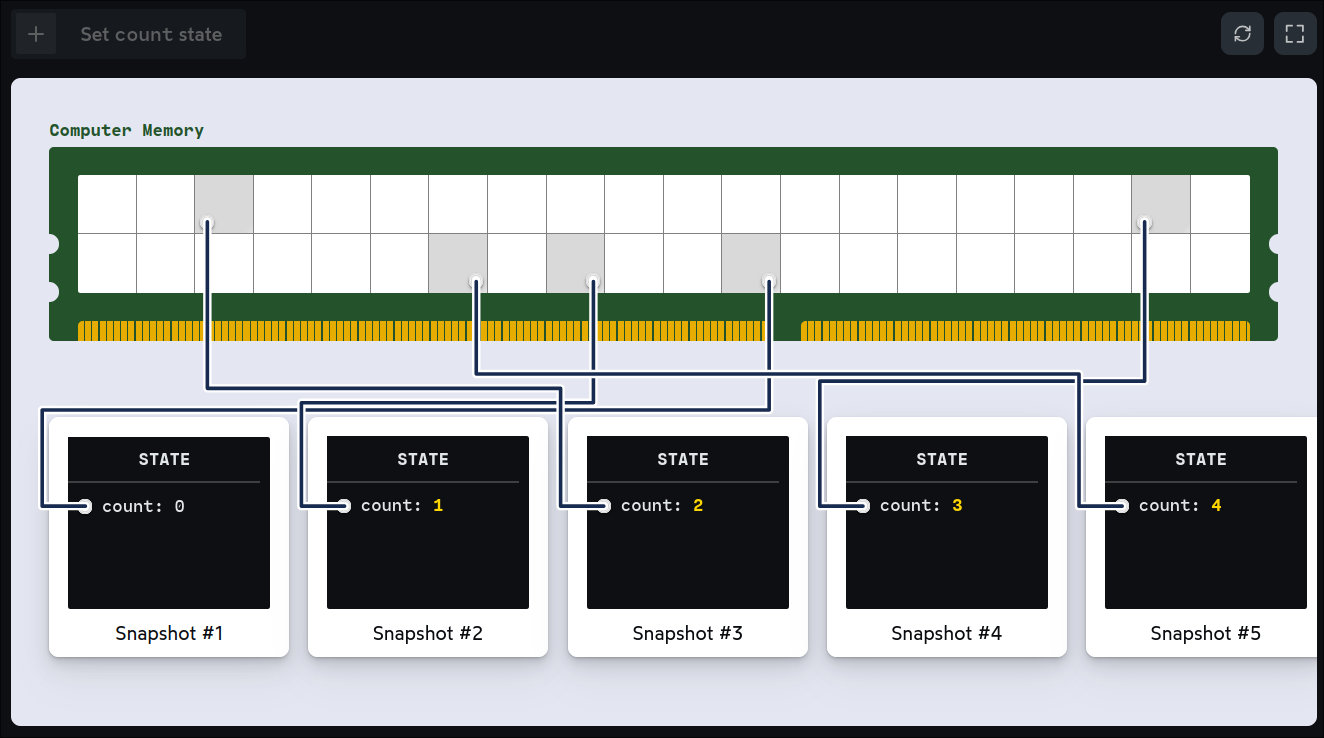 Set count state
Computer Memory
STATE
count: 0
Snapshot #1
STATE
count: 1
Snapshot #2
STATE
count: 2
Snapshot #3
STATE
count: 3
Snapshot #4
STATE
count: 4
Snapshot #5